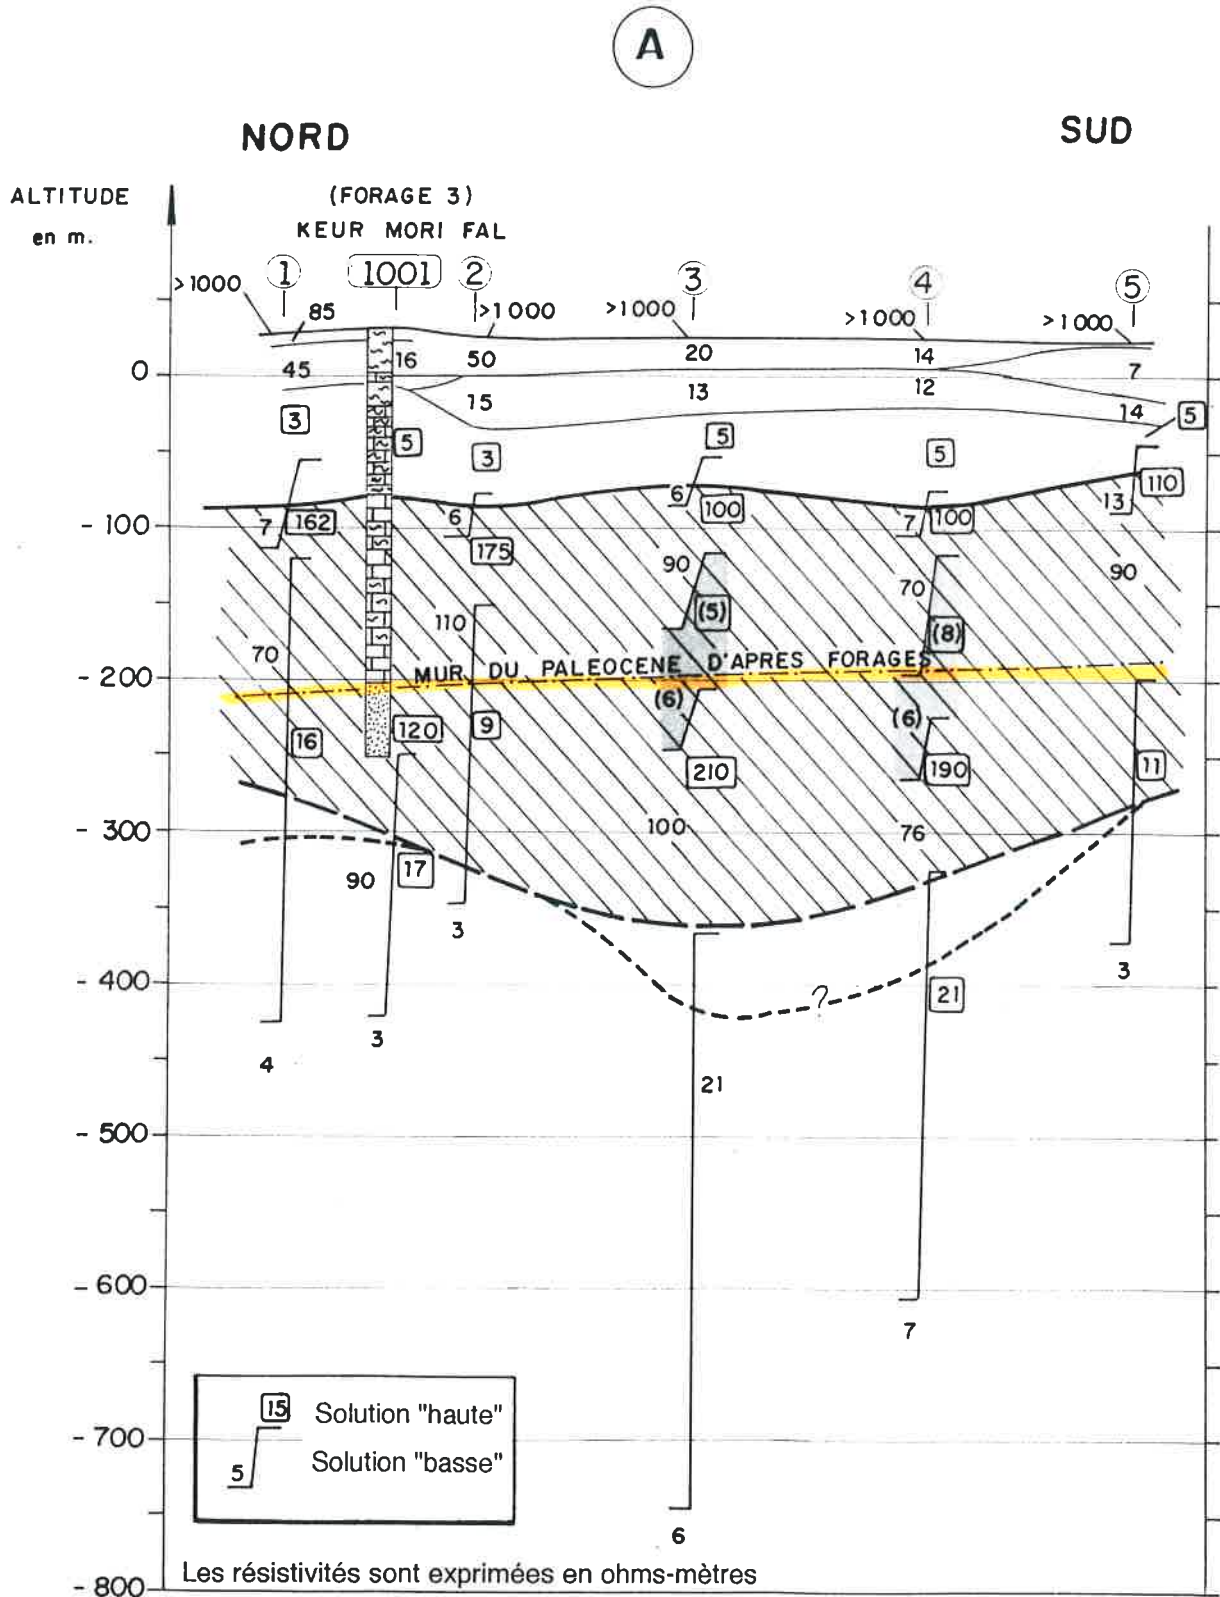 A
NORD
SUD
ALTITUDE
en m.
(FORAGE 3)
KEUR MORI FAL
1 1001 2 3 4 5
>1000 >1000 >1000 >1000 >1000
85
45 16 50 20 14 7
0
15 13 12 14
3 5 3 5 5 5
7 162 6 175 6 100 7 100 13 110
- 100
90 70 90
110 (5) (8)
70
MUR DU PALEOCENE D'APRES FORAGES
- 200
(6) (6)
16 120 9 210 190 11
100 76
- 300
90 17
3 3
- 400
? 21
4 3
21
- 500
- 600
7
15 Solution "haute"
- 700
5 Solution "basse"
6
Les résistivités sont exprimées en ohms-mètres
- 800